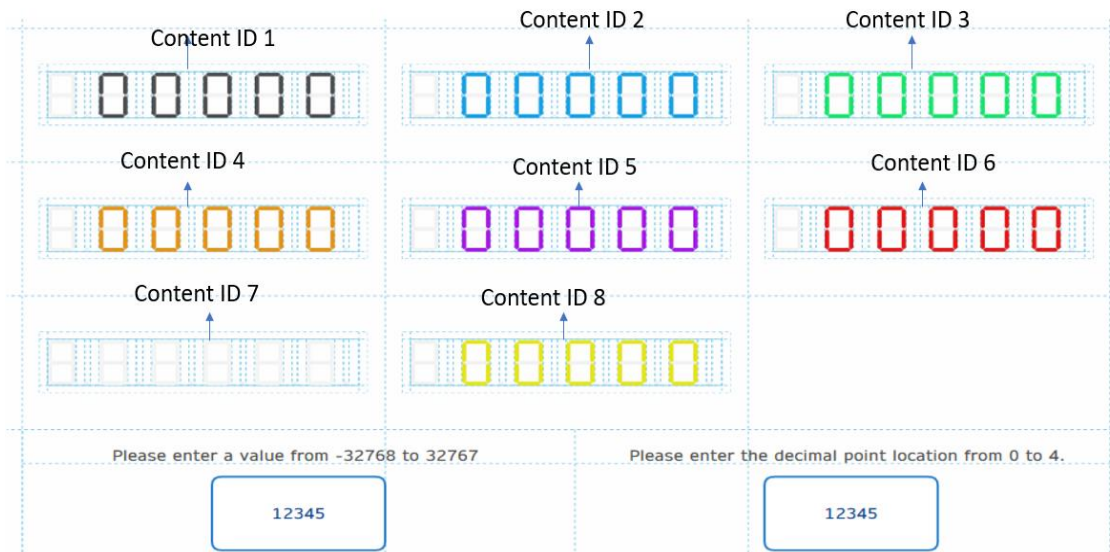 Content ID 1
Content ID 2
Content ID 3
00000
00000
00000
Content ID 4
Content ID 5
Content ID 6
00000
00000
00000
Content ID 7
Content ID 8
00000
Please enter a value from -32768 to 32767
Please enter the decimal point location from 0 to 4.
12345
12345